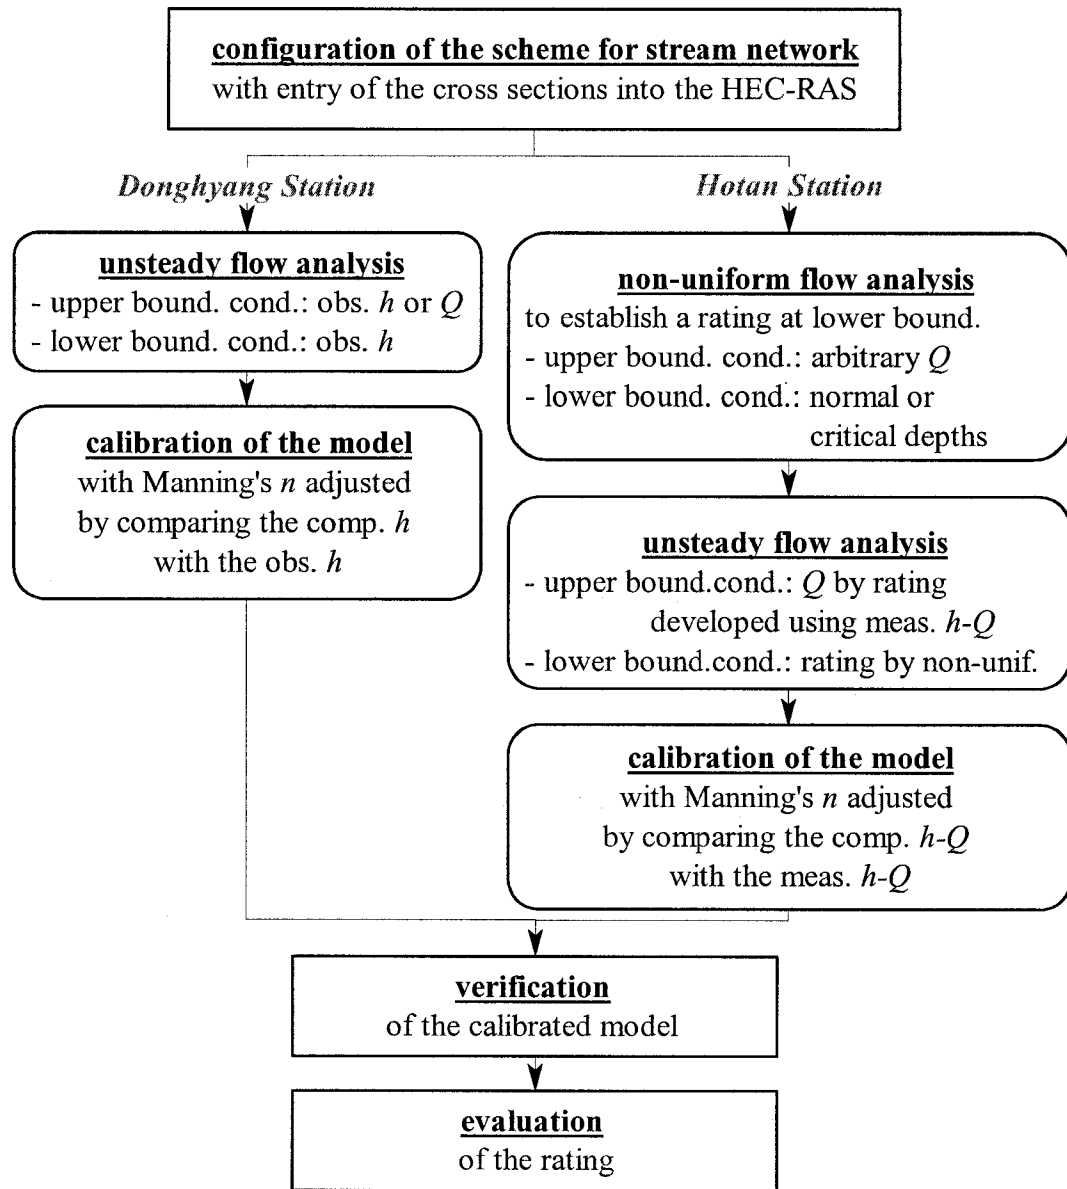 configuration of the scheme for stream network
with entry of the cross sections into the HEC-RAS
Donghyang Station
Hotan Station
unsteady flow analysis
- upper bound. cond.: obs. h or Q
- lower bound. cond.: obs. h
calibration of the model
with Manning's n adjusted
by comparing the comp. h
with the obs. h
non-uniform flow analysis
to establish a rating at lower bound.
- upper bound. cond.: arbitrary Q
- lower bound. cond.: normal or
critical depths
unsteady flow analysis
- upper bound.cond.: Q by rating
developed using meas. h-Q
- lower bound.cond.: rating by non-unif.
calibration of the model
with Manning's n adjusted
by comparing the comp. h-Q
with the meas. h-Q
verification
of the calibrated model
evaluation
of the rating